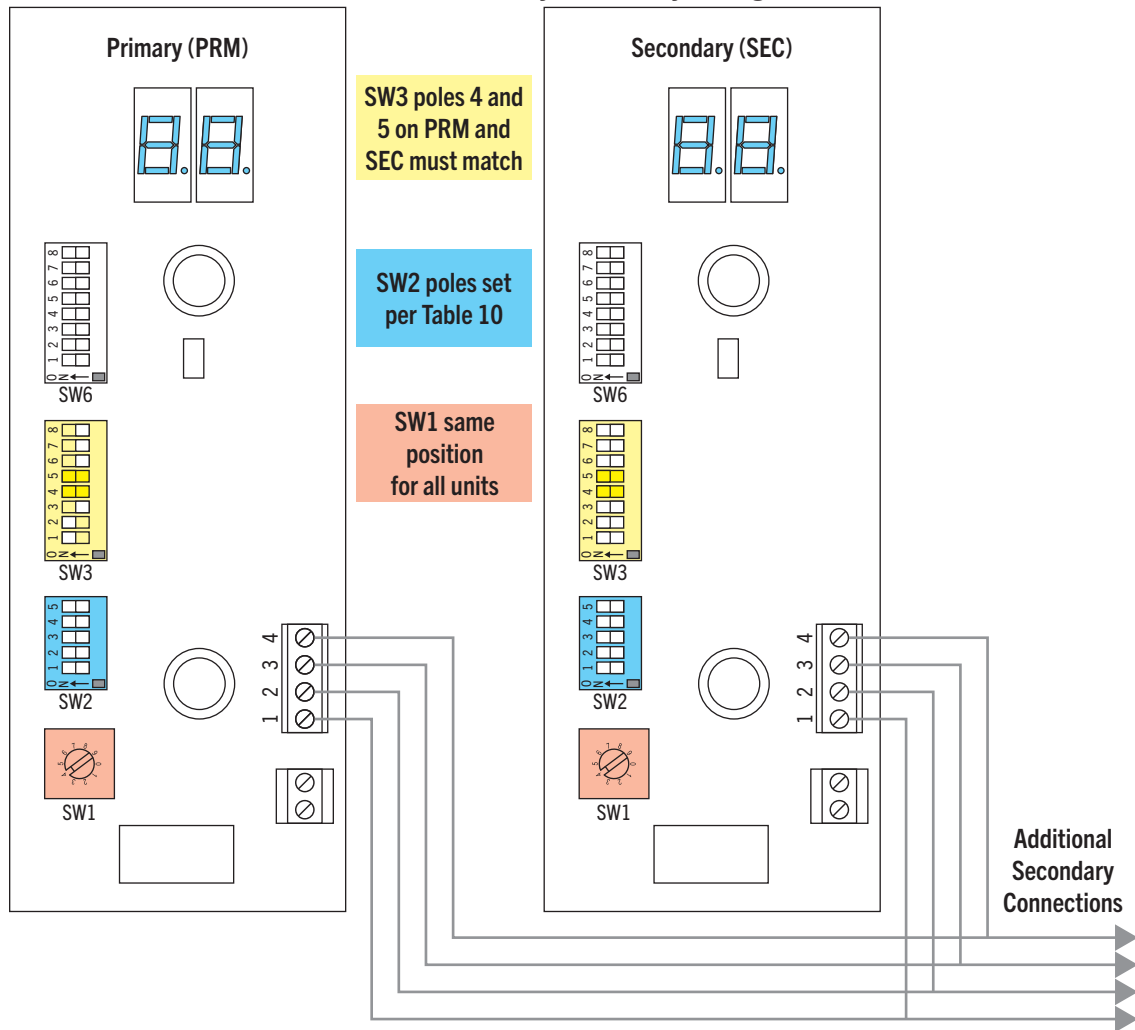 Primary (PRM)
8.8.
8
7
6
5
4
3
2
1
ON
SW6
8
7
6
5
4
3
2
1
ON
SW3
5
4
3
2
1
ON
SW2
SW1
4
3
2
1
SW3 poles 4 and
5 on PRM and
SEC must match
SW2 poles set
per Table 10
SW1 same
position
for all units
Secondary (SEC)
8.8.
8
7
6
5
4
3
2
1
ON
SW6
8
7
6
5
4
3
2
1
ON
SW3
5
4
3
2
1
ON
SW2
SW1
4
3
2
1
Additional
Secondary
Connections